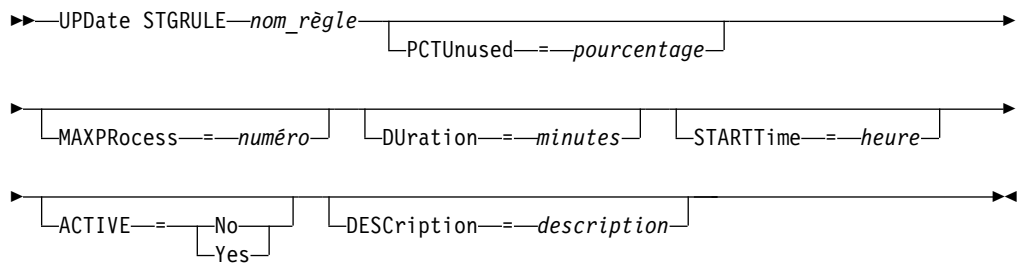 UPDate STGRULE nom_règle
PCTUnused = pourcentage
MAXPRocess = numéro DUration = minutes STARTTime = heure
ACTIVE = No DESCription = description
Yes